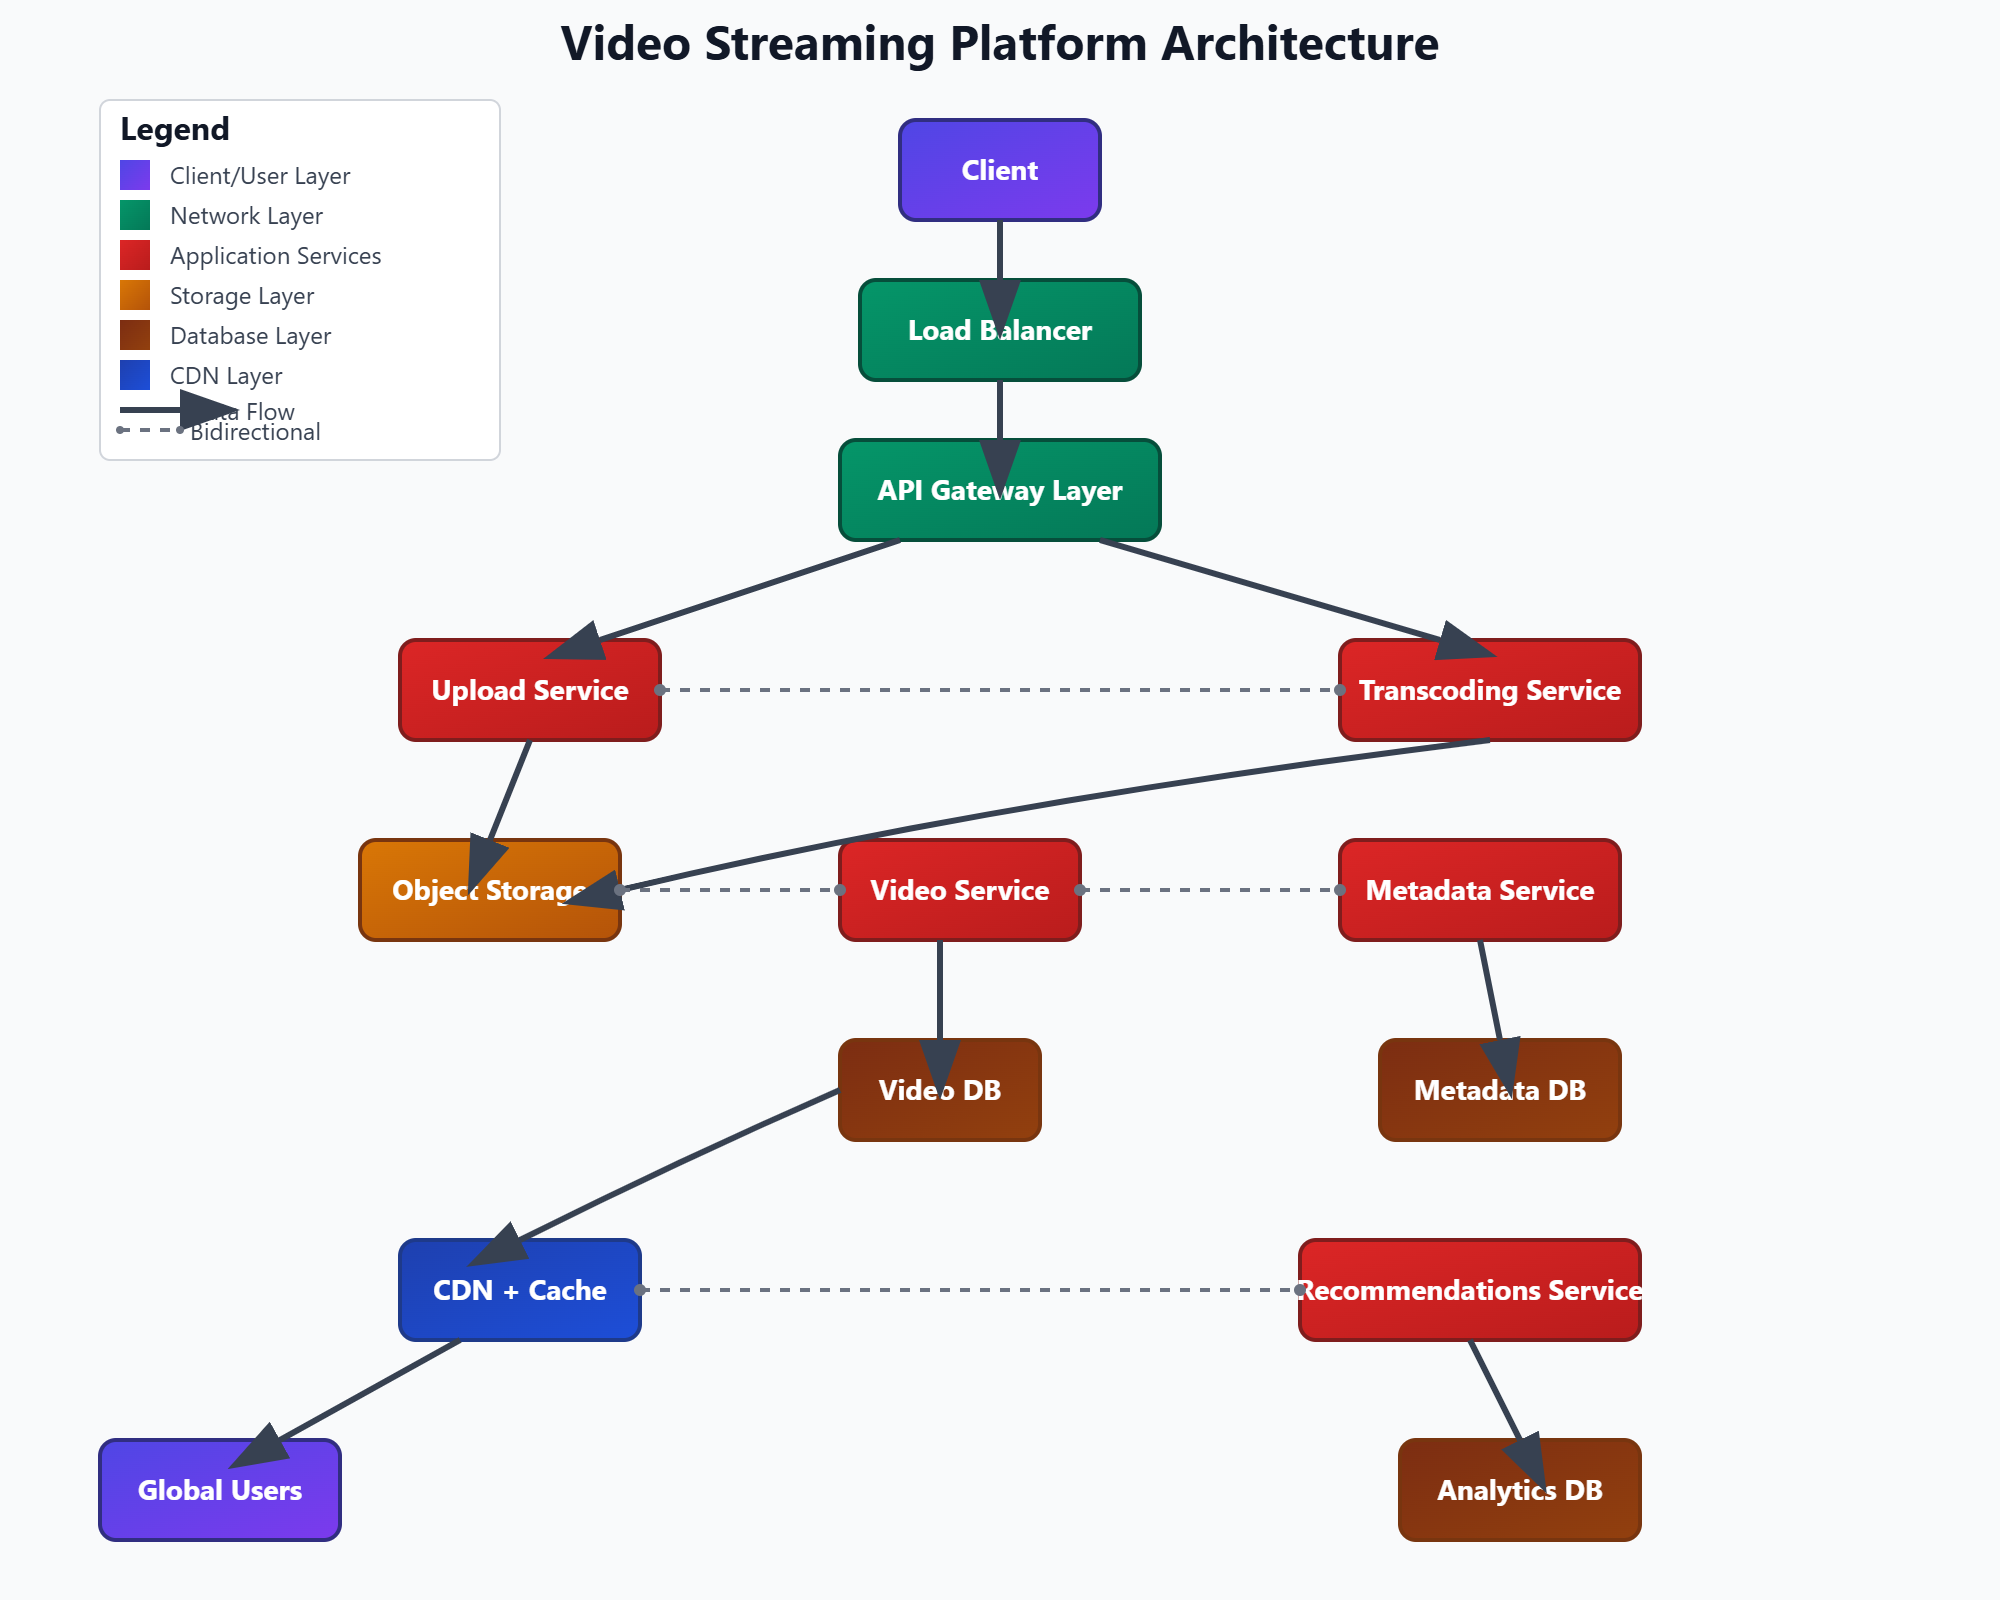 Video Streaming Platform Architecture
Legend
Client/User Layer
Network Layer
Application Services
Storage Layer
Database Layer
CDN Layer
Data Flow
Bidirectional
Client
Load Balancer
API Gateway Layer
Upload Service
Transcoding Service
Object Storage
Video Service
Metadata Service
Video DB
Metadata DB
CDN + Cache
Recommendations Service
Global Users
Analytics DB